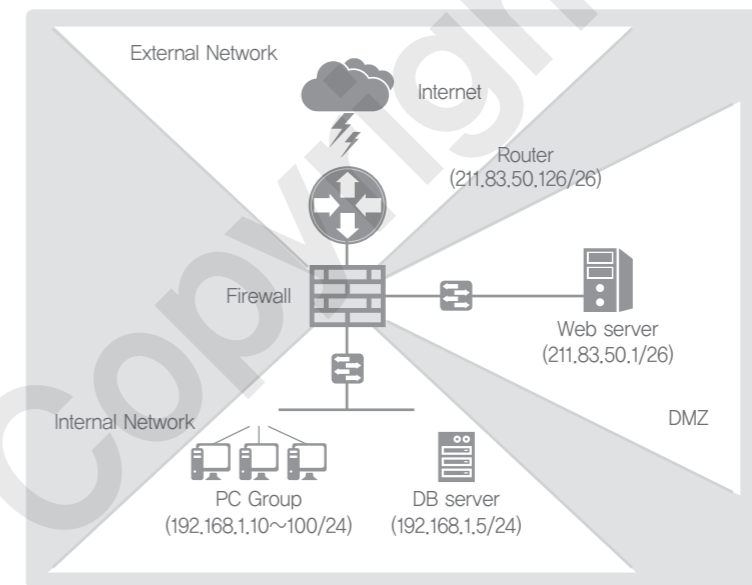 External Network
Internet
Router
(211.83.50.126/26)
Firewall
Web server
(211.83.50.1/26)
Internal Network
DMZ
PC Group
(192.168.1.10~100/24)
DB server
(192.168.1.5/24)
Copyrigh